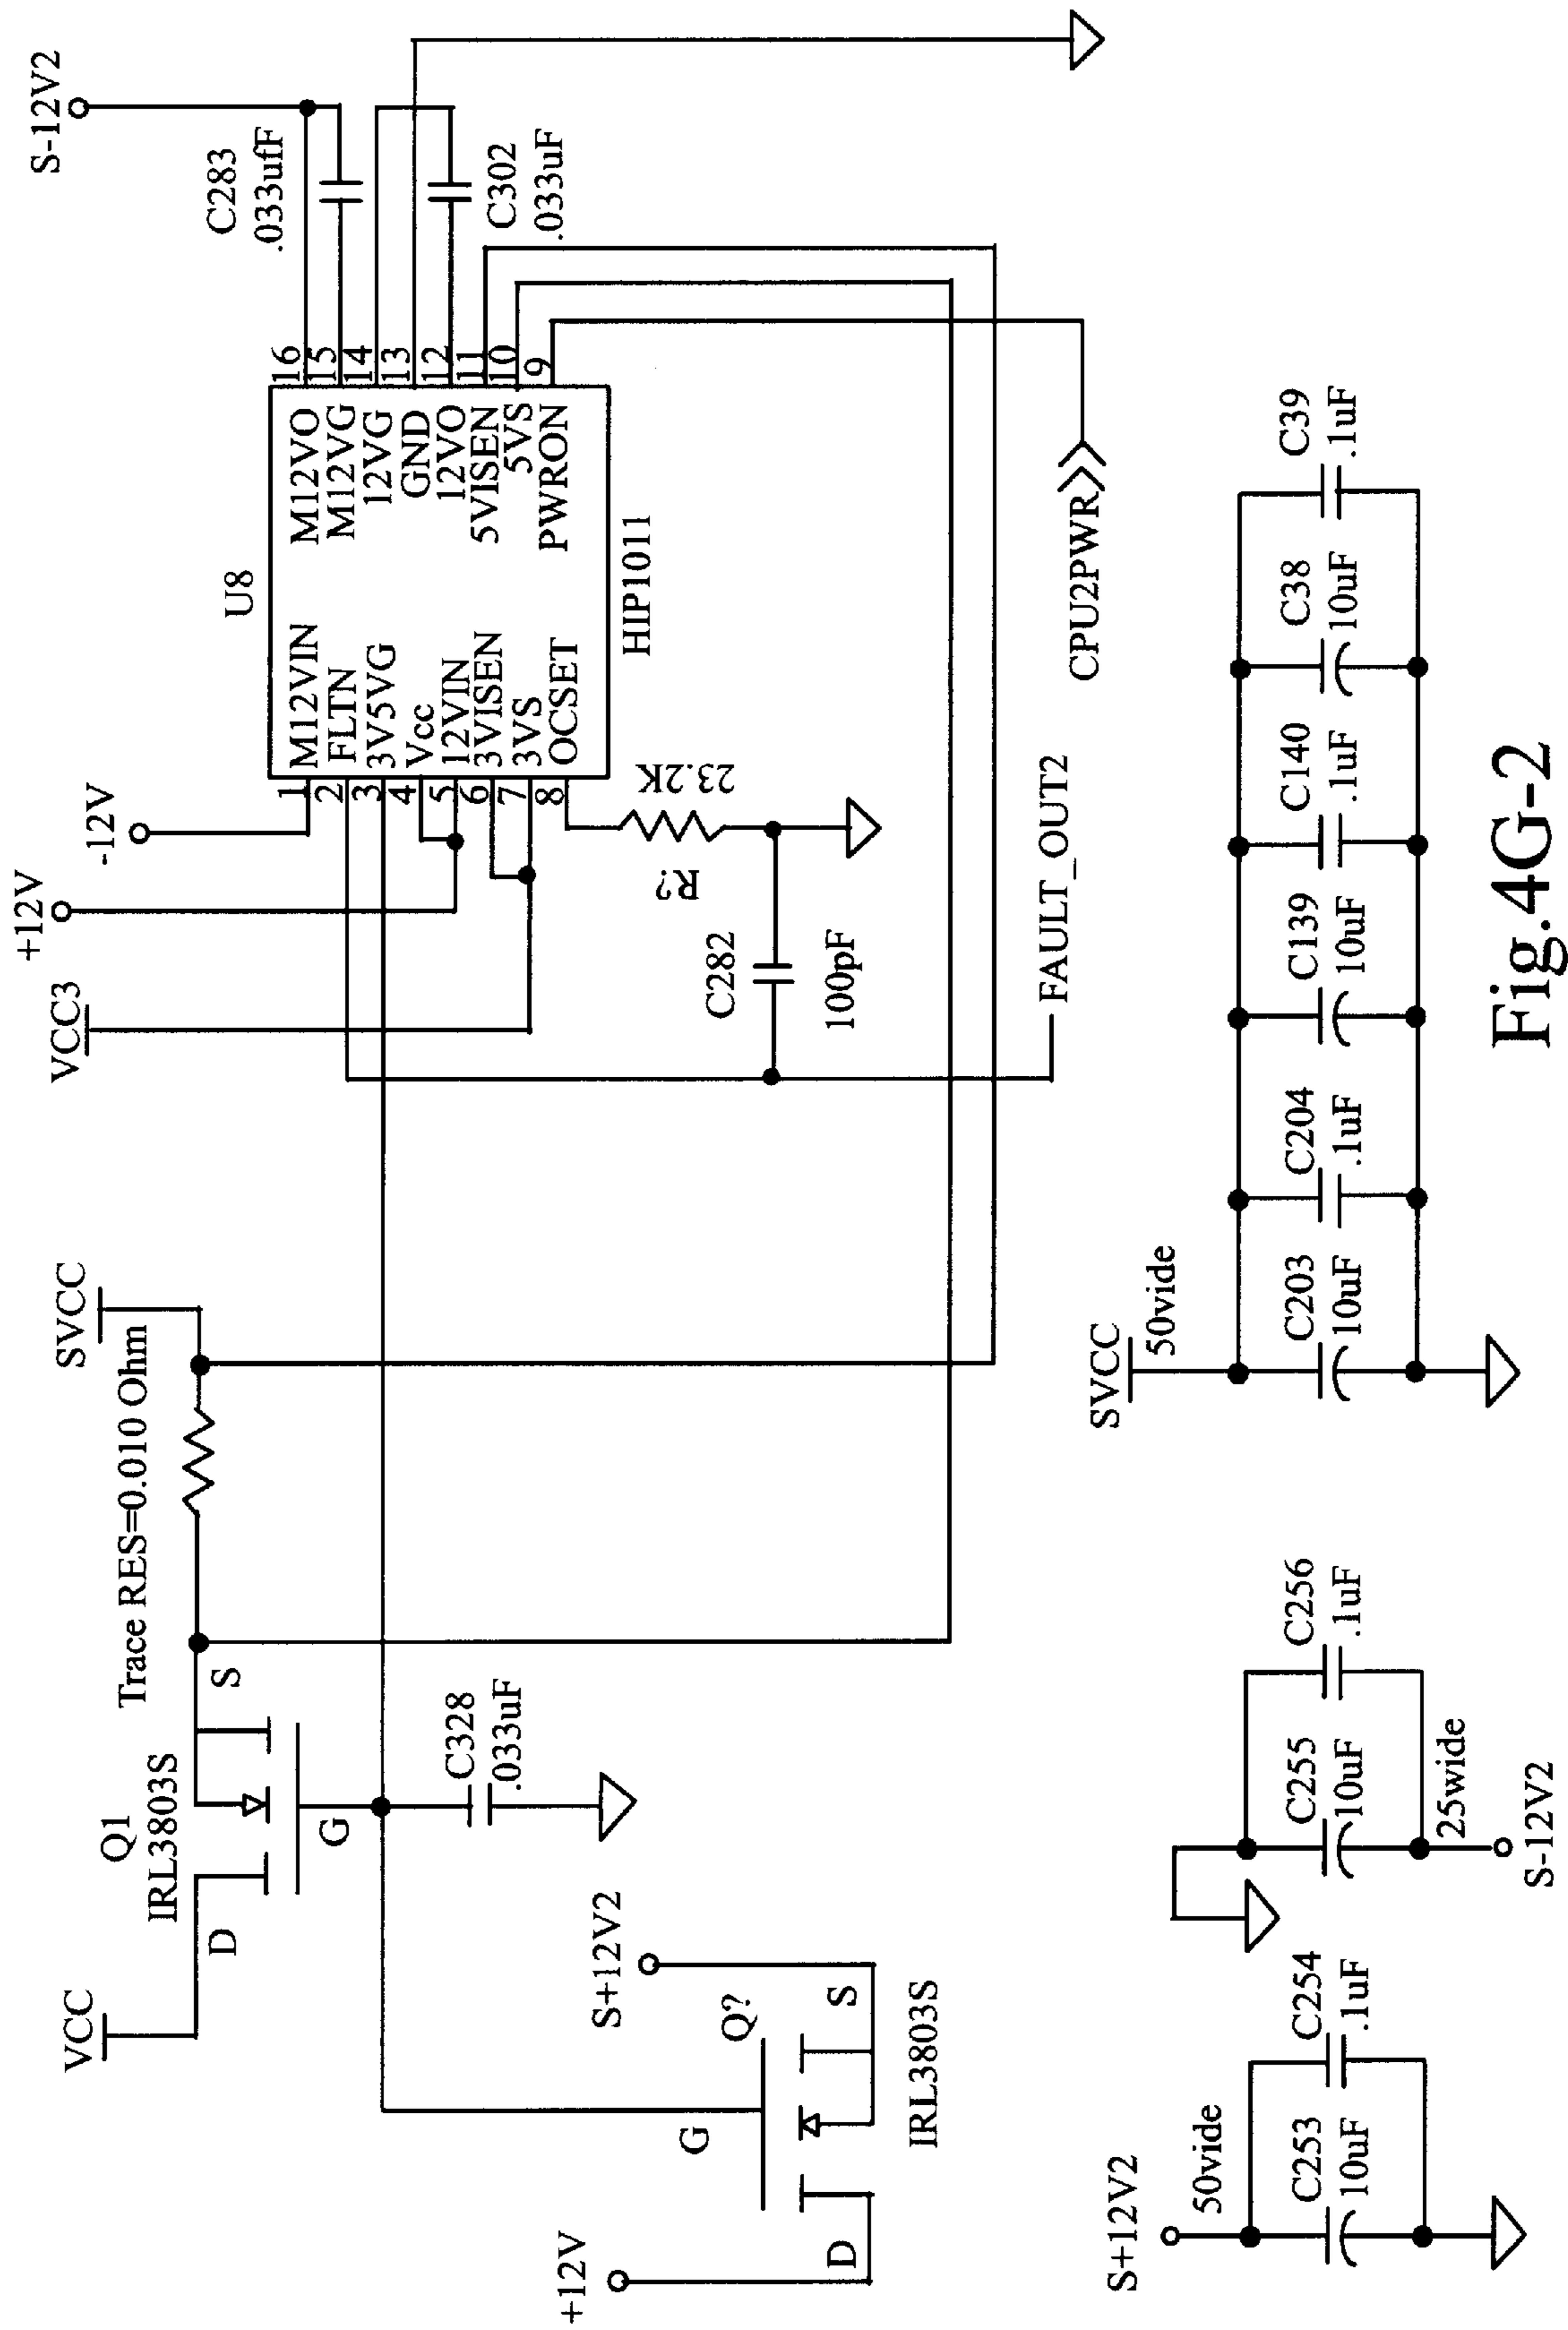 VCC
Q1
IRL3803S
D
S
G
Trace RES=0.010 Ohm
SVCC
C328
.033uF
+12V
S+12V2
Q?
G
D
S
IRL3803S
VCC3
+12V
-12V
U8
1
2
3
4
5
6
7
8
M12VIN
FLTN
3V5VG
Vcc
12VIN
3VISEN
3VS
OCSET
M12VO
M12VG
12VG
GND
12VO
5VISEN
5VS
PWRON
16
15
14
13
12
11
10
9
HIP1011
S-12V2
C283
.033ufF
C302
.033uF
R?
23.2K
C282
100pF
FAULT_OUT2
CPU2PWR
S+12V2
50vide
C253
10uF
C254
.1uF
C255
10uF
C256
.1uF
25wide
S-12V2
SVCC
50vide
C203
10uF
C204
.1uF
C139
10uF
C140
.1uF
C38
10uF
C39
.1uF
Fig.4G-2